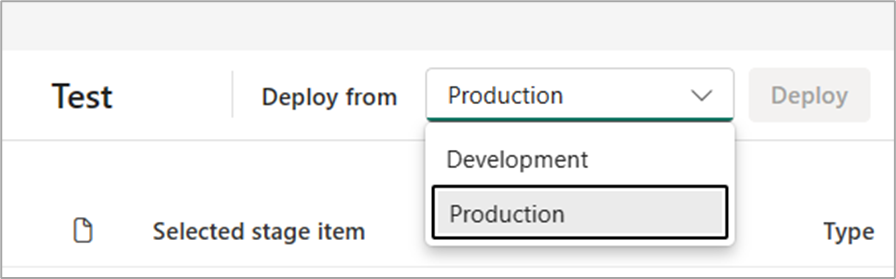 Test
Deploy from
Production
Deploy
Development
Production
Selected stage item
Type